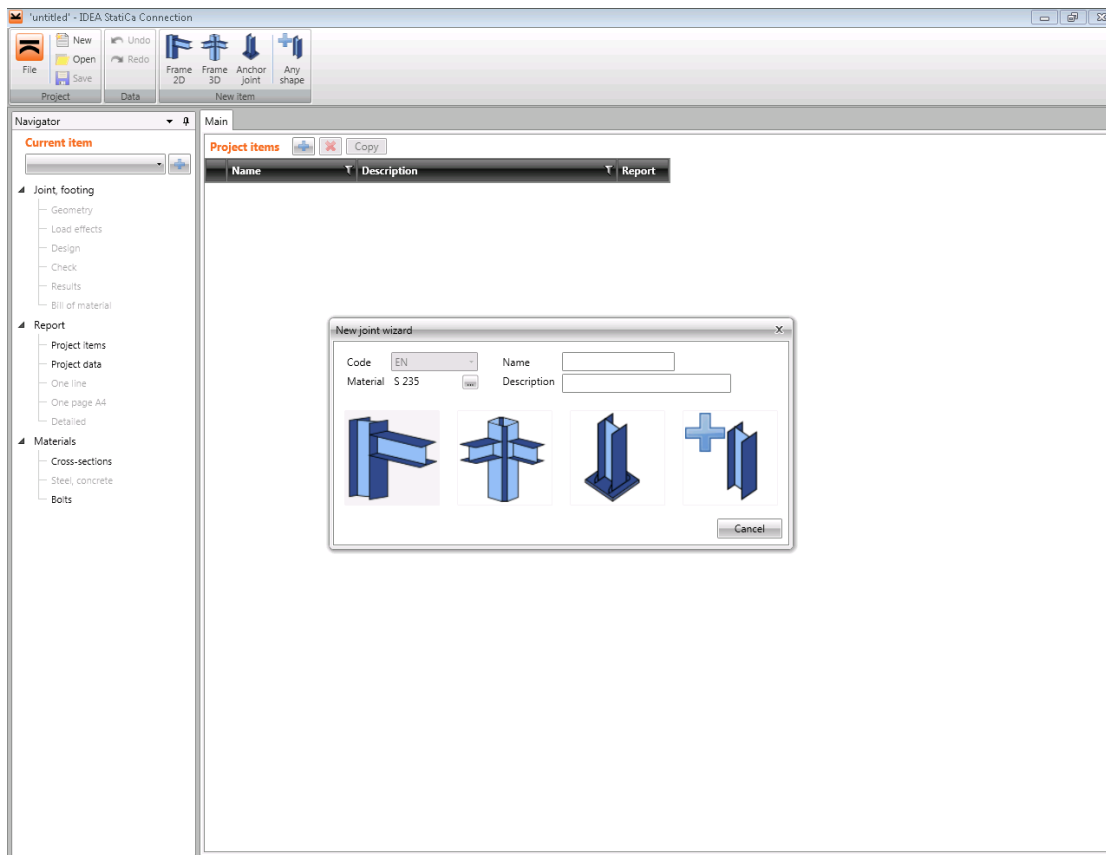 'untitled' - IDEA StatiCa Connection
File
New
Open
Save
Undo
Redo
Frame 2D
Frame 3D
Anchor joint
Any shape
Project
Data
New item
Navigator
Current item
Joint, footing
Geometry
Load effects
Design
Check
Results
Bill of material
Report
Project items
Project data
One line
One page A4
Detailed
Materials
Cross-sections
Steel, concrete
Bolts
Main
Project items
Copy
Name
Description
Report
New joint wizard
Code EN Name
Material S 235 ... Description
Cancel